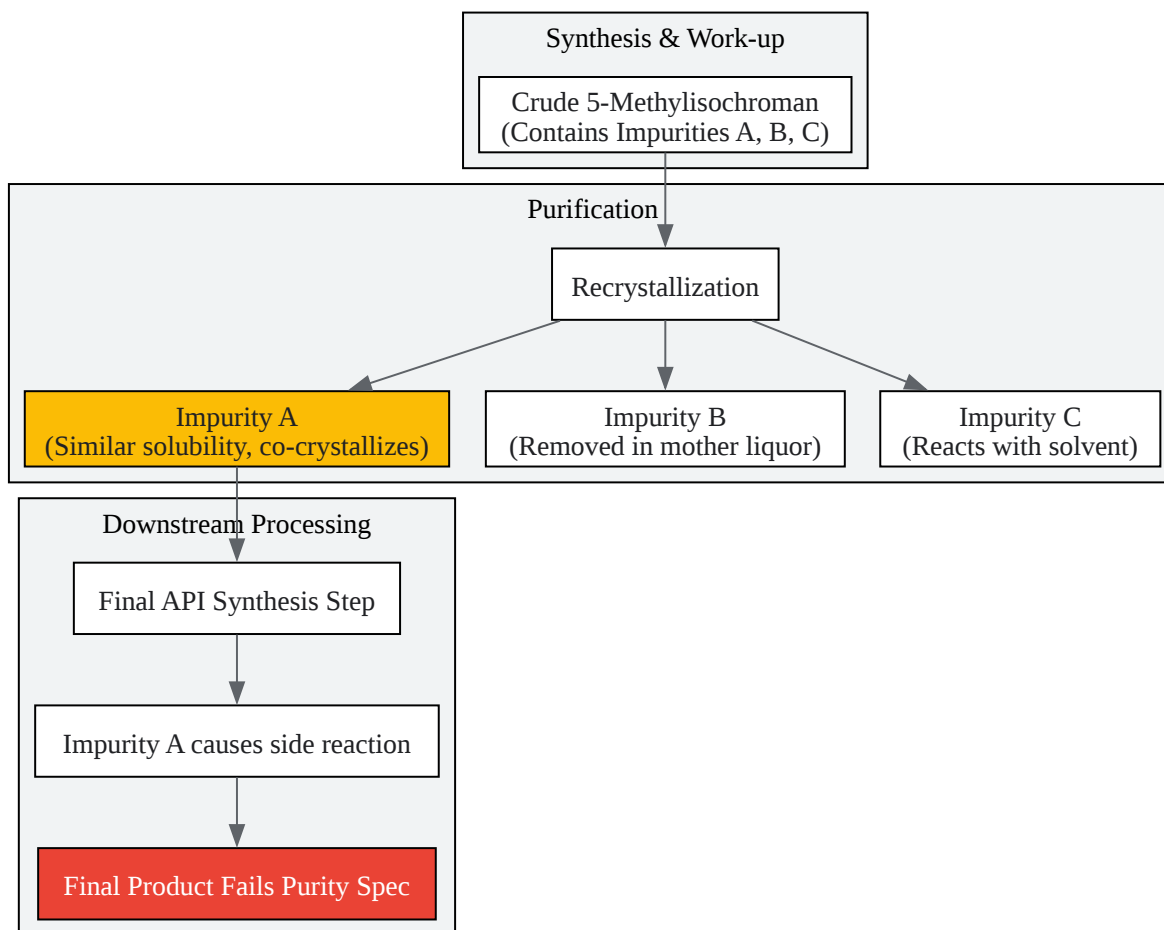 Synthesis & Work-up
Crude 5-Methylisochroman
(Contains Impurities A, B, C)
Purification
Recrystallization
Impurity A
(Similar solubility, co-crystallizes)
Impurity B
(Removed in mother liquor)
Impurity C
(Reacts with solvent)
Downstream Processing
Final API Synthesis Step
Impurity A causes side reaction
Final Product Fails Purity Spec